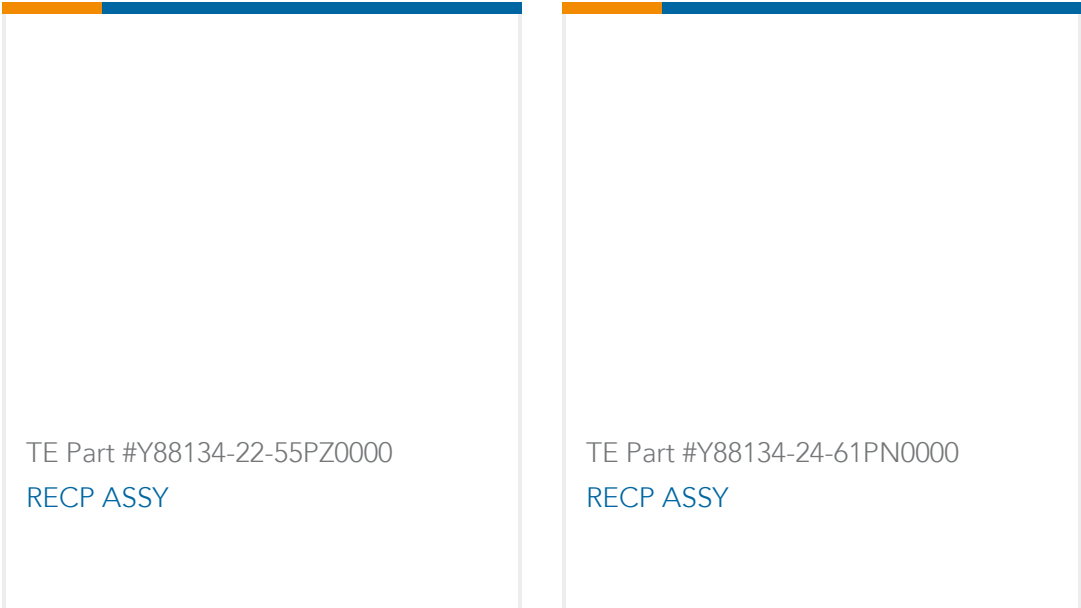 TE Part #Y88134-22-55PZ0000
RECP ASSY
TE Part #Y88134-24-61PN0000
RECP ASSY